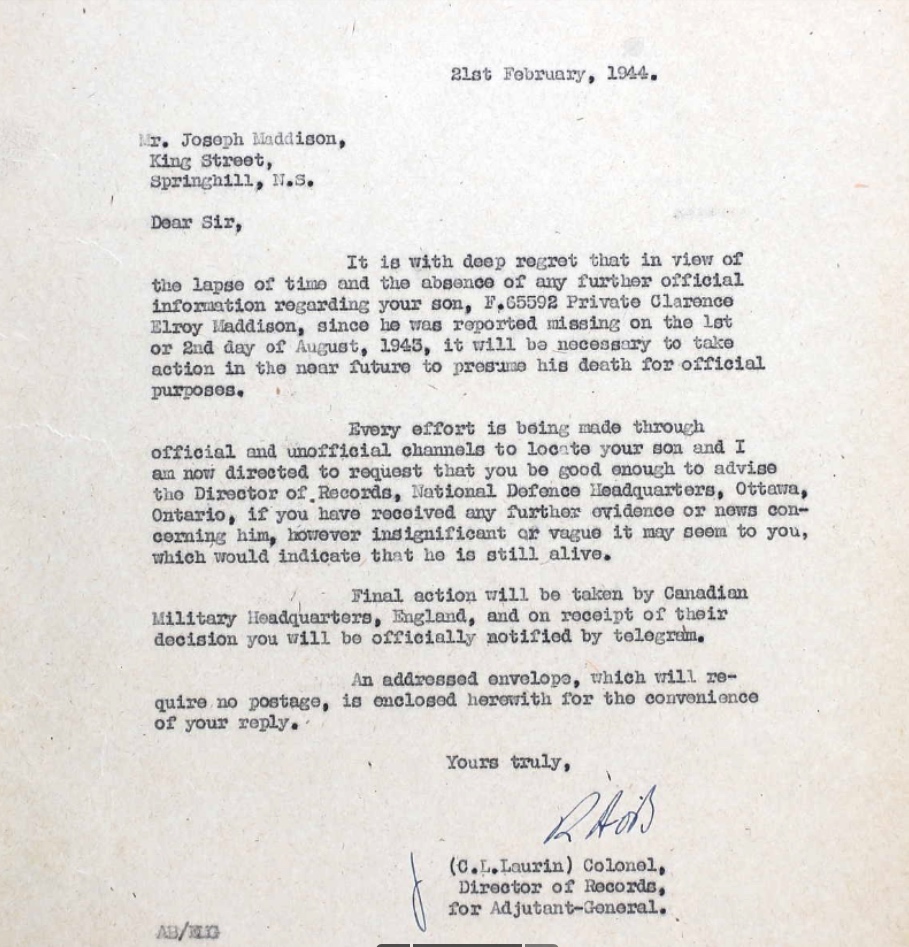 21st February, 1944.
Mr. Joseph Maddison,
King Street,
Springhill, N.S.
Dear Sir,
It is with deep regret that in view of
the lapse of time and the absence of any further official
information regarding your son, F.65592 Private Clarence
Elroy Maddison, since he was reported missing on the 1st
or 2nd day of August, 1943, it will be necessary to take
action in the near future to presume his death for official
purposes.
Every effort is being made through
official and unofficial channels to locate your son and I
am now directed to request that you be good enough to advise
the Director of Records, National Defence Headquarters, Ottawa,
Ontario, if you have received any further evidence or news con-
cerning him, however insignificant or vague it may seem to you,
which would indicate that he is still alive.
Final action will be taken by Canadian
Military Headquarters, England, and on receipt of their
decision you will be officially notified by telegram.
An addressed envelope, which will re-
quire no postage, is enclosed herewith for the convenience
of your reply.
Yours truly,
(C.L.Laurin) Colonel,
Director of Records,
for Adjutant-General.